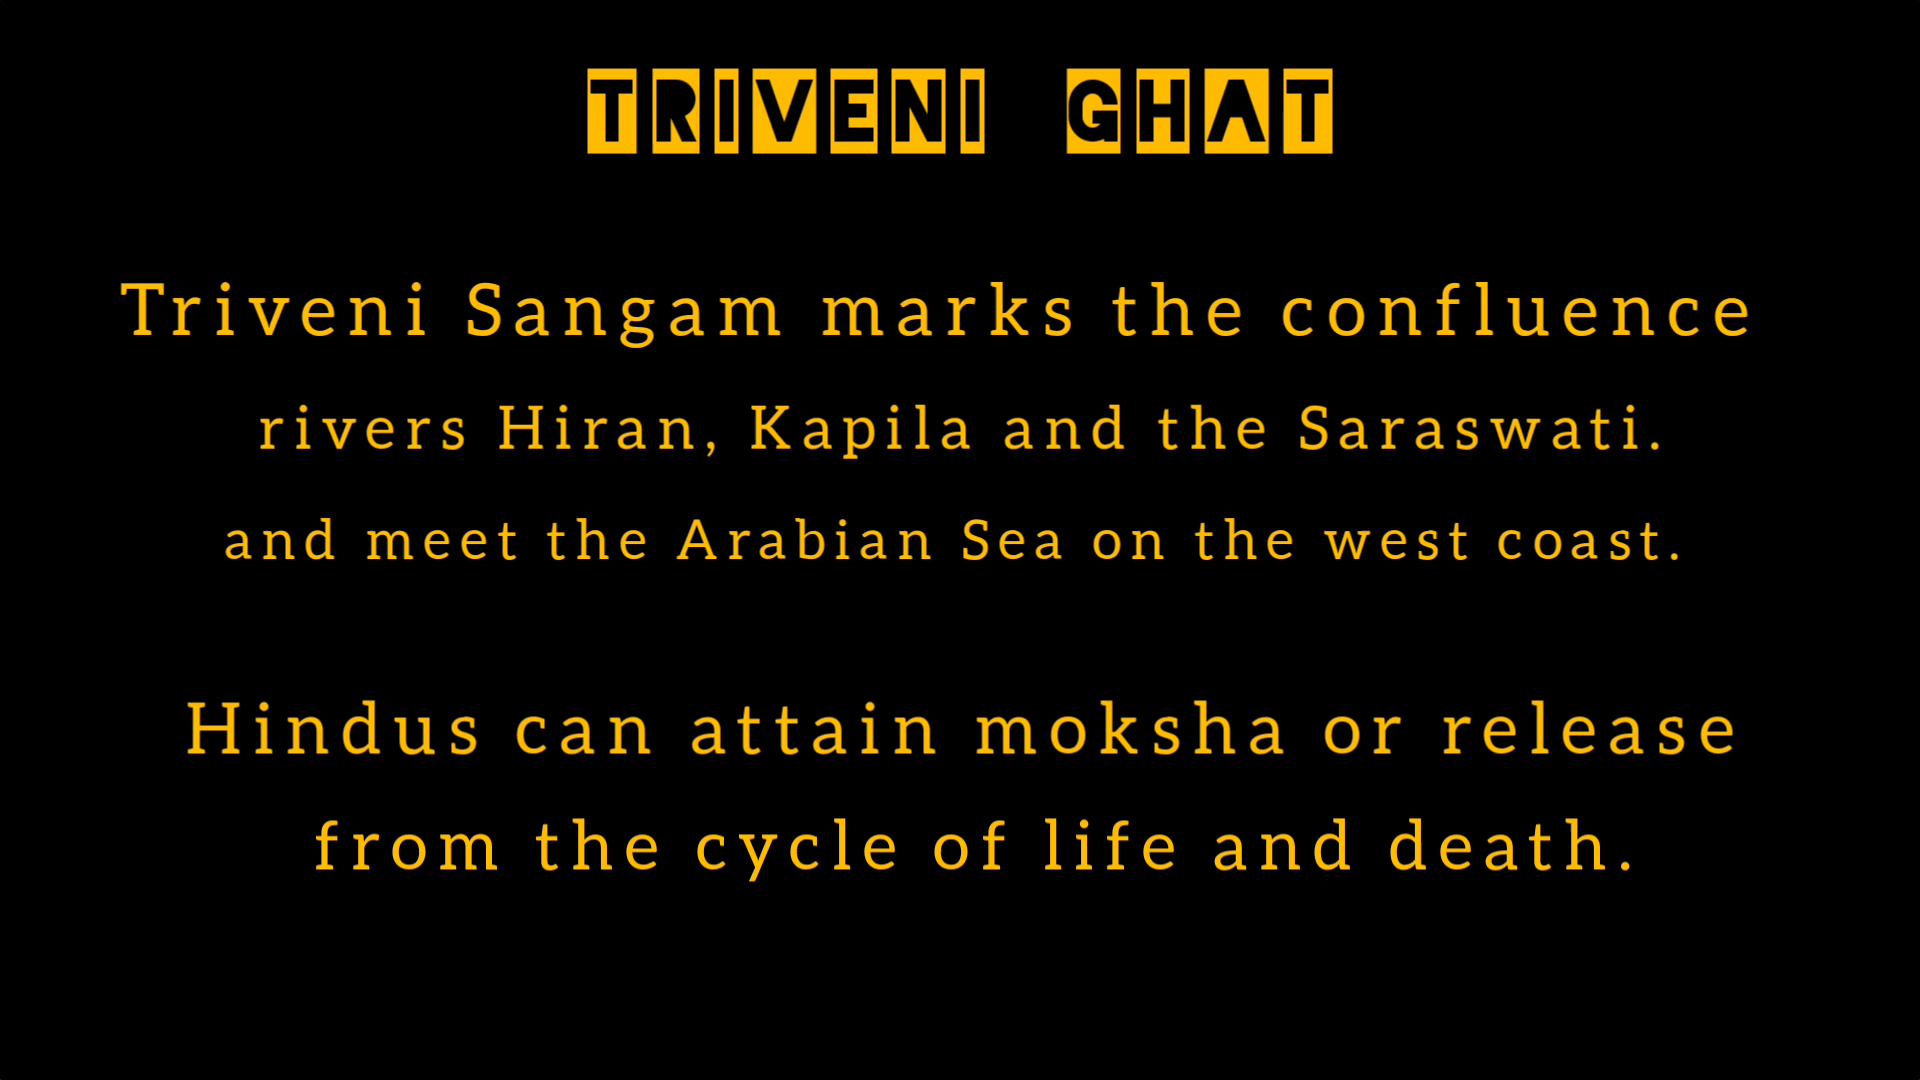 TRIVENI GHAT
Triveni Sangam marks the confluence
rivers Hiran, Kapila and the Saraswati.
and meet the Arabian Sea on the west coast.
Hindus can attain moksha or release
from the cycle of life and death.